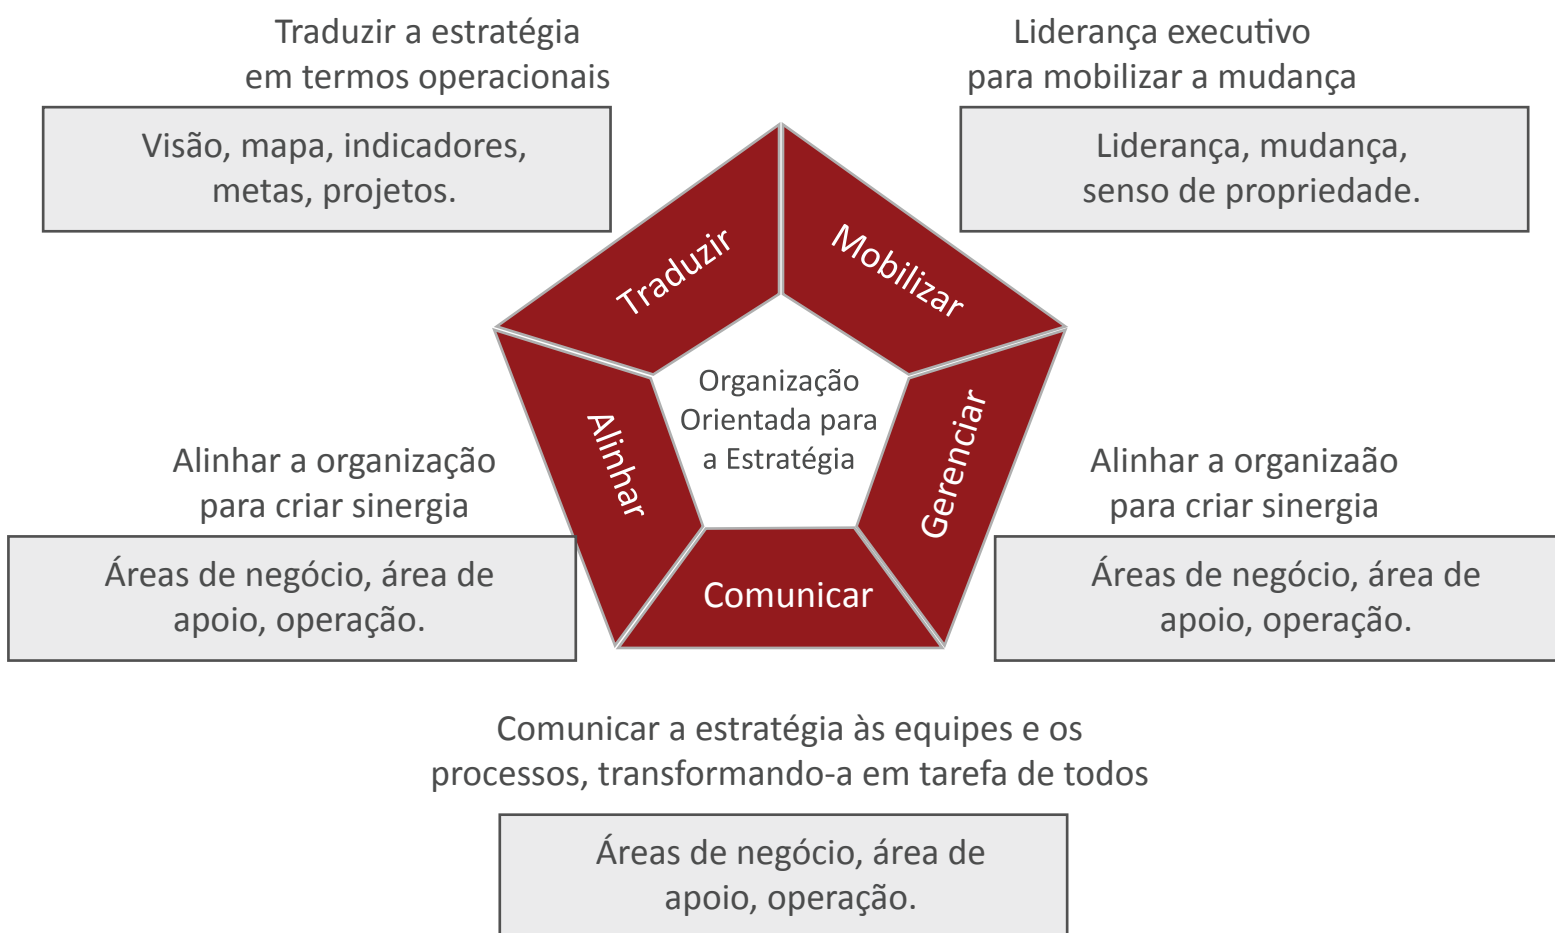 Traduzir a estratégia
em termos operacionais
Visão, mapa, indicadores,
metas, projetos.
Liderança executivo
para mobilizar a mudança
Liderança, mudança,
senso de propriedade.
Traduzir
Mobilizar
Organização
Orientada para
a Estratégia
Alinhar
Gerenciar
Comunicar
Alinhar a organização
para criar sinergia
Áreas de negócio, área de
apoio, operação.
Alinhar a organizaão
para criar sinergia
Áreas de negócio, área de
apoio, operação.
Comunicar a estratégia às equipes e os
processos, transformando-a em tarefa de todos
Áreas de negócio, área de
apoio, operação.